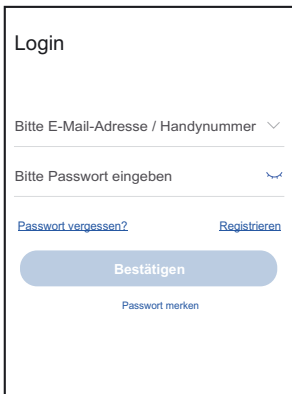 Login
Bitte E-Mail-Adresse / Handynummer
Bitte Passwort eingeben
Passwort vergessen? Registrieren
Bestätigen
Passwort merken